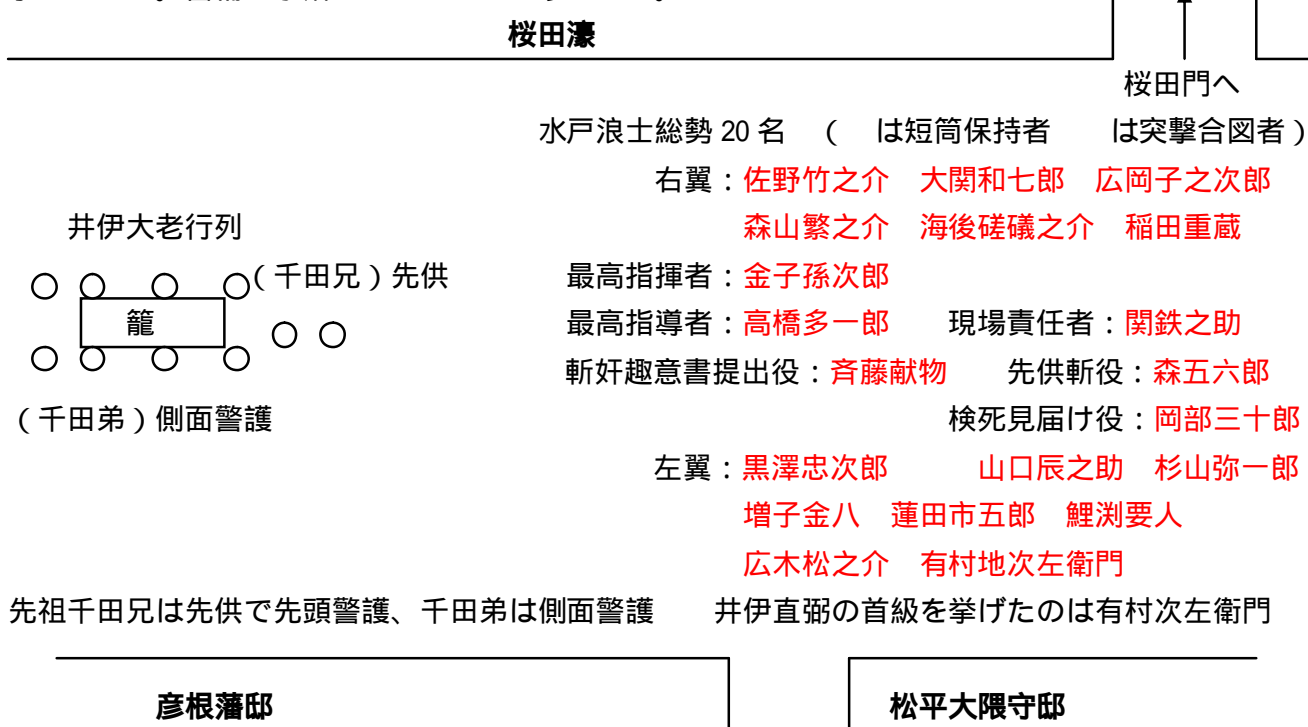 桜田濠
桜田門へ
水戸浪士総勢 20 名 ( は短筒保持者 は突撃合図者)
右翼:佐野竹之介 大関和七郎 広岡子之次郎
森山繁之介 海後磋磯之介 稲田重蔵
井伊大老行列
(千田兄)先供
籠
(千田弟)側面警護
最高指揮者:金子孫次郎
最高指導者:高橋多一郎 現場責任者:関鉄之助
斬奸趣意書提出役:斉藤献物 先供斬役:森五六郎
検死見届け役:岡部三十郎
左翼:黒澤忠次郎 山口辰之助 杉山弥一郎
増子金八 蓮田市五郎 鯉渕要人
広木松之介 有村地次左衛門
先祖千田兄は先供で先頭警護、千田弟は側面警護 井伊直弼の首級を挙げたのは有村次左衛門
彦根藩邸
松平大隈守邸